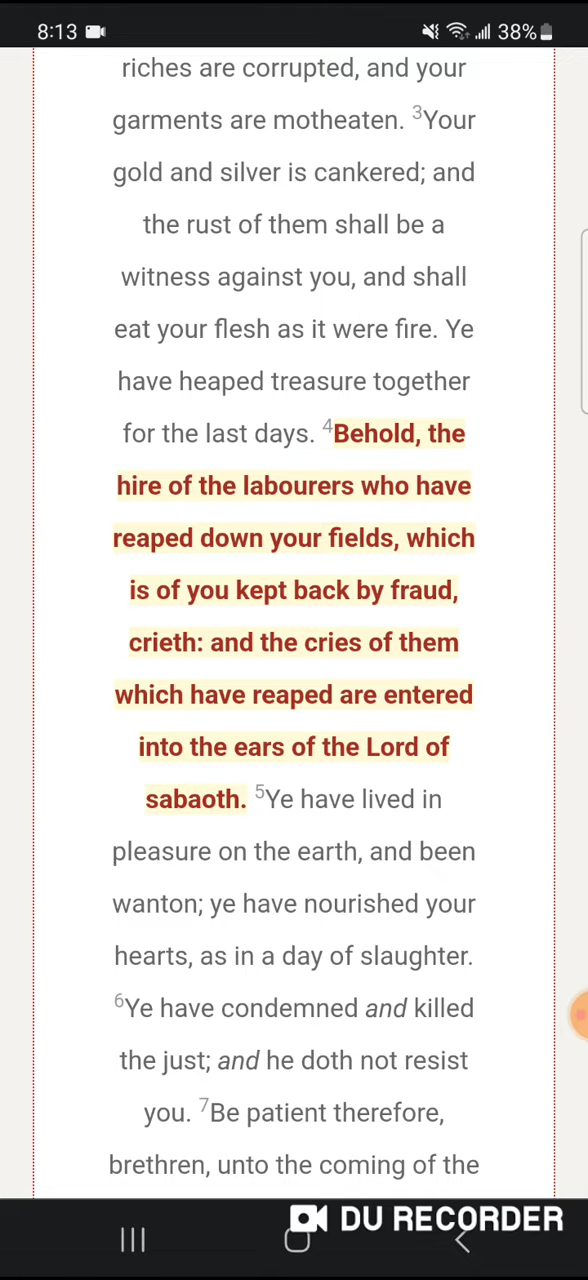 8:13 38%
riches are corrupted, and your
garments are motheaten. 3Your
gold and silver is cankered; and
the rust of them shall be a
witness against you, and shall
eat your flesh as it were fire. Ye
have heaped treasure together
for the last days. 4Behold, the
hire of the labourers who have
reaped down your fields, which
is of you kept back by fraud,
crieth: and the cries of them
which have reaped are entered
into the ears of the Lord of
sabaoth. 5Ye have lived in
pleasure on the earth, and been
wanton; ye have nourished your
hearts, as in a day of slaughter.
6Ye have condemned and killed
the just; and he doth not resist
you. 7Be patient therefore,
brethren, unto the coming of the
DU RECORDER